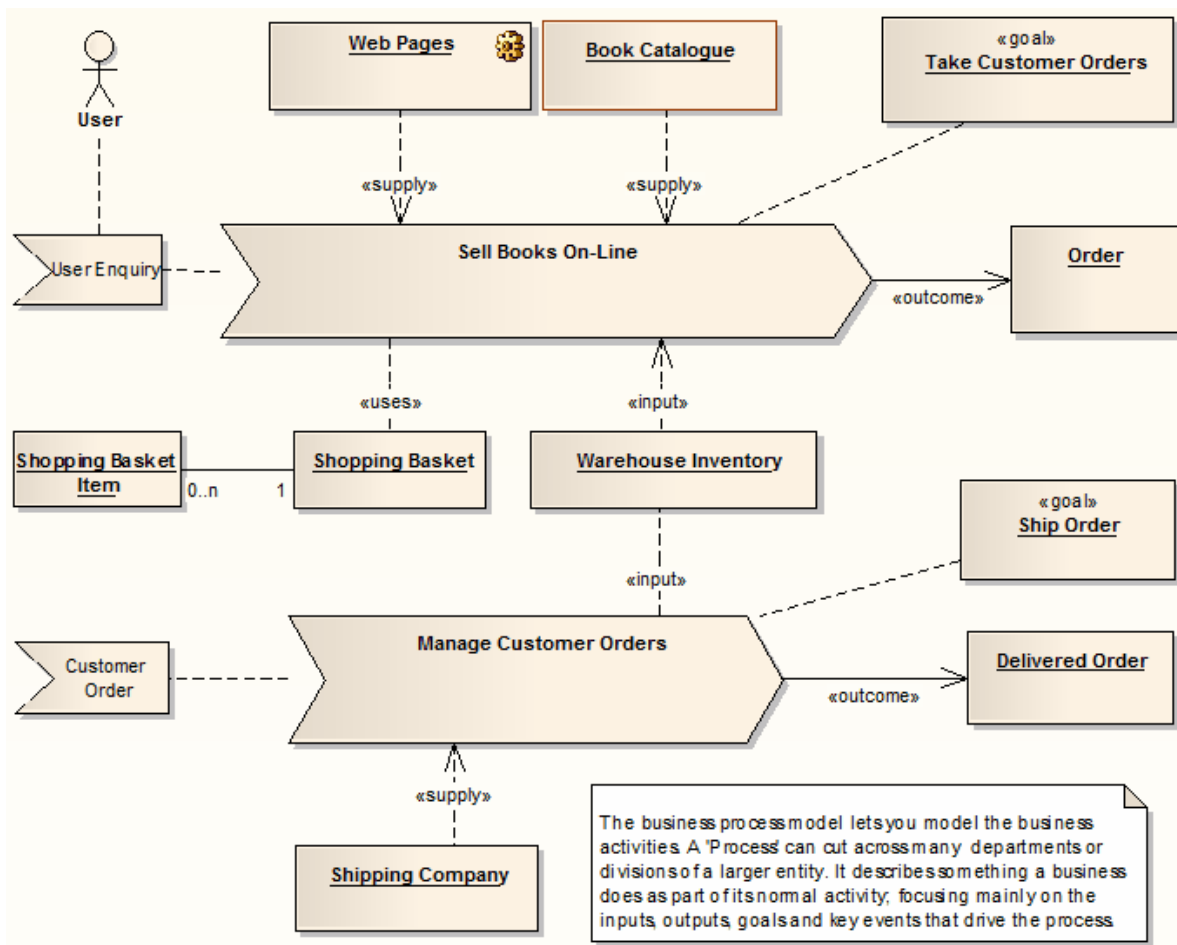 Web Pages
Book Catalogue
«goal»
Take Customer Orders
User
«supply»
«supply»
User Enquiry
Sell Books On-Line
Order
«outcome»
«uses»
«input»
Shopping Basket
Item
0..n
1
Shopping Basket
Warehouse Inventory
«goal»
Ship Order
«input»
Customer
Order
Manage Customer Orders
Delivered Order
«outcome»
«supply»
Shipping Company
The business process model lets you model the business
activities. A 'Process' can cut across many departments or
divisions of a larger entity. It describes something a business
does as part of its normal activity; focusing mainly on the
inputs, outputs, goals and key events that drive the process.